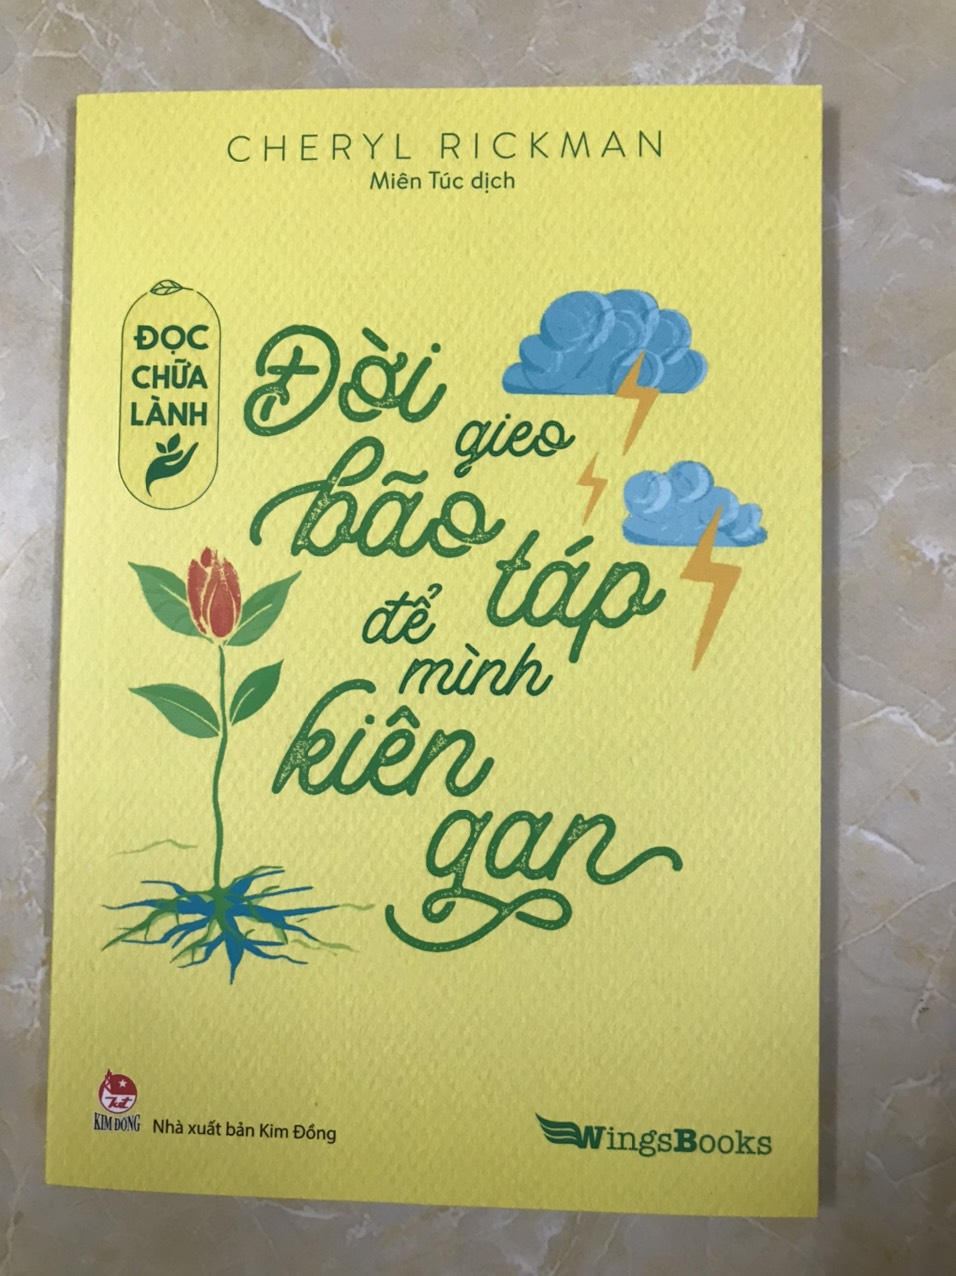 CHERYL RICKMAN
Miên Túc dịch
ĐỌC
CHỮA
LÀNH
Đời
gieo
bão
táp
để
mình
kiên
gan
KIM ĐỒNG
Nhà xuất bản Kim Đồng
WingsBooks